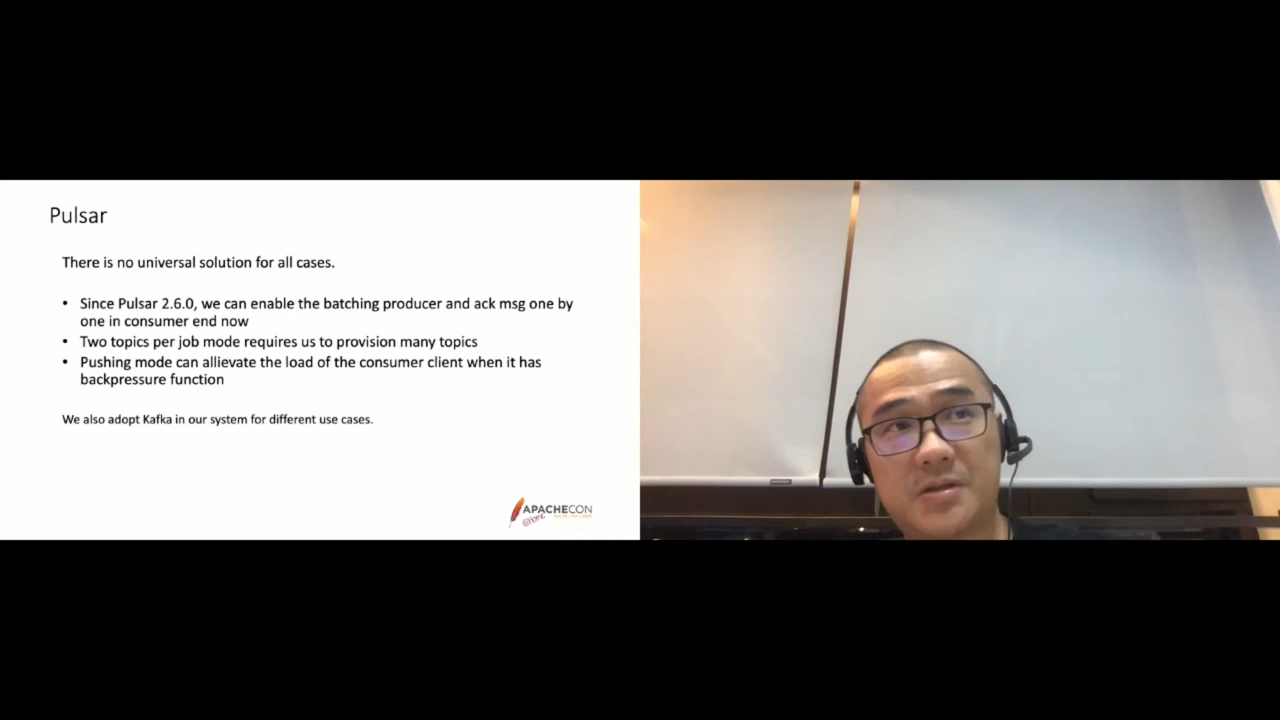 Pulsar
There is no universal solution for all cases.
• Since Pulsar 2.6.0, we can enable the batching producer and ack msg one by
one in consumer end now
• Two topics per job mode requires us to provision many topics
• Pushing mode can allievate the load of the consumer client when it has
backpressure function
We also adopt Kafka in our system for different use cases.
APACHECON
@home